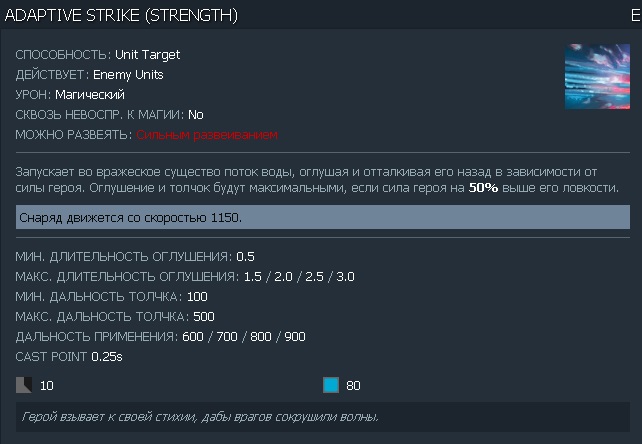 ADAPTIVE STRIKE (STRENGTH)
E
СПОСОБНОСТЬ: Unit Target
ДЕЙСТВУЕТ: Enemy Units
УРОН: Магический
СКВОЗЬ НЕВОСПР. К МАГИИ: No
МОЖНО РАЗВЕЯТЬ: Сильным развеиванием
Запускает во вражеское существо поток воды, оглушая и отталкивая его назад в зависимости от
силы героя. Оглушение и толчок будут максимальными, если сила героя на 50% выше его ловкости.
Снаряд движется со скоростью 1150.
МИН. ДЛИТЕЛЬНОСТЬ ОГЛУШЕНИЯ: 0.5
МАКС. ДЛИТЕЛЬНОСТЬ ОГЛУШЕНИЯ: 1.5 / 2.0 / 2.5 / 3.0
МИН. ДАЛЬНОСТЬ ТОЛЧКА: 100
МАКС. ДАЛЬНОСТЬ ТОЛЧКА: 500
ДАЛЬНОСТЬ ПРИМЕНЕНИЯ: 600 / 700 / 800 / 900
CAST POINT 0.25s
10 80
Герой взывает к своей стихии, дабы врагов сокрушили волны.